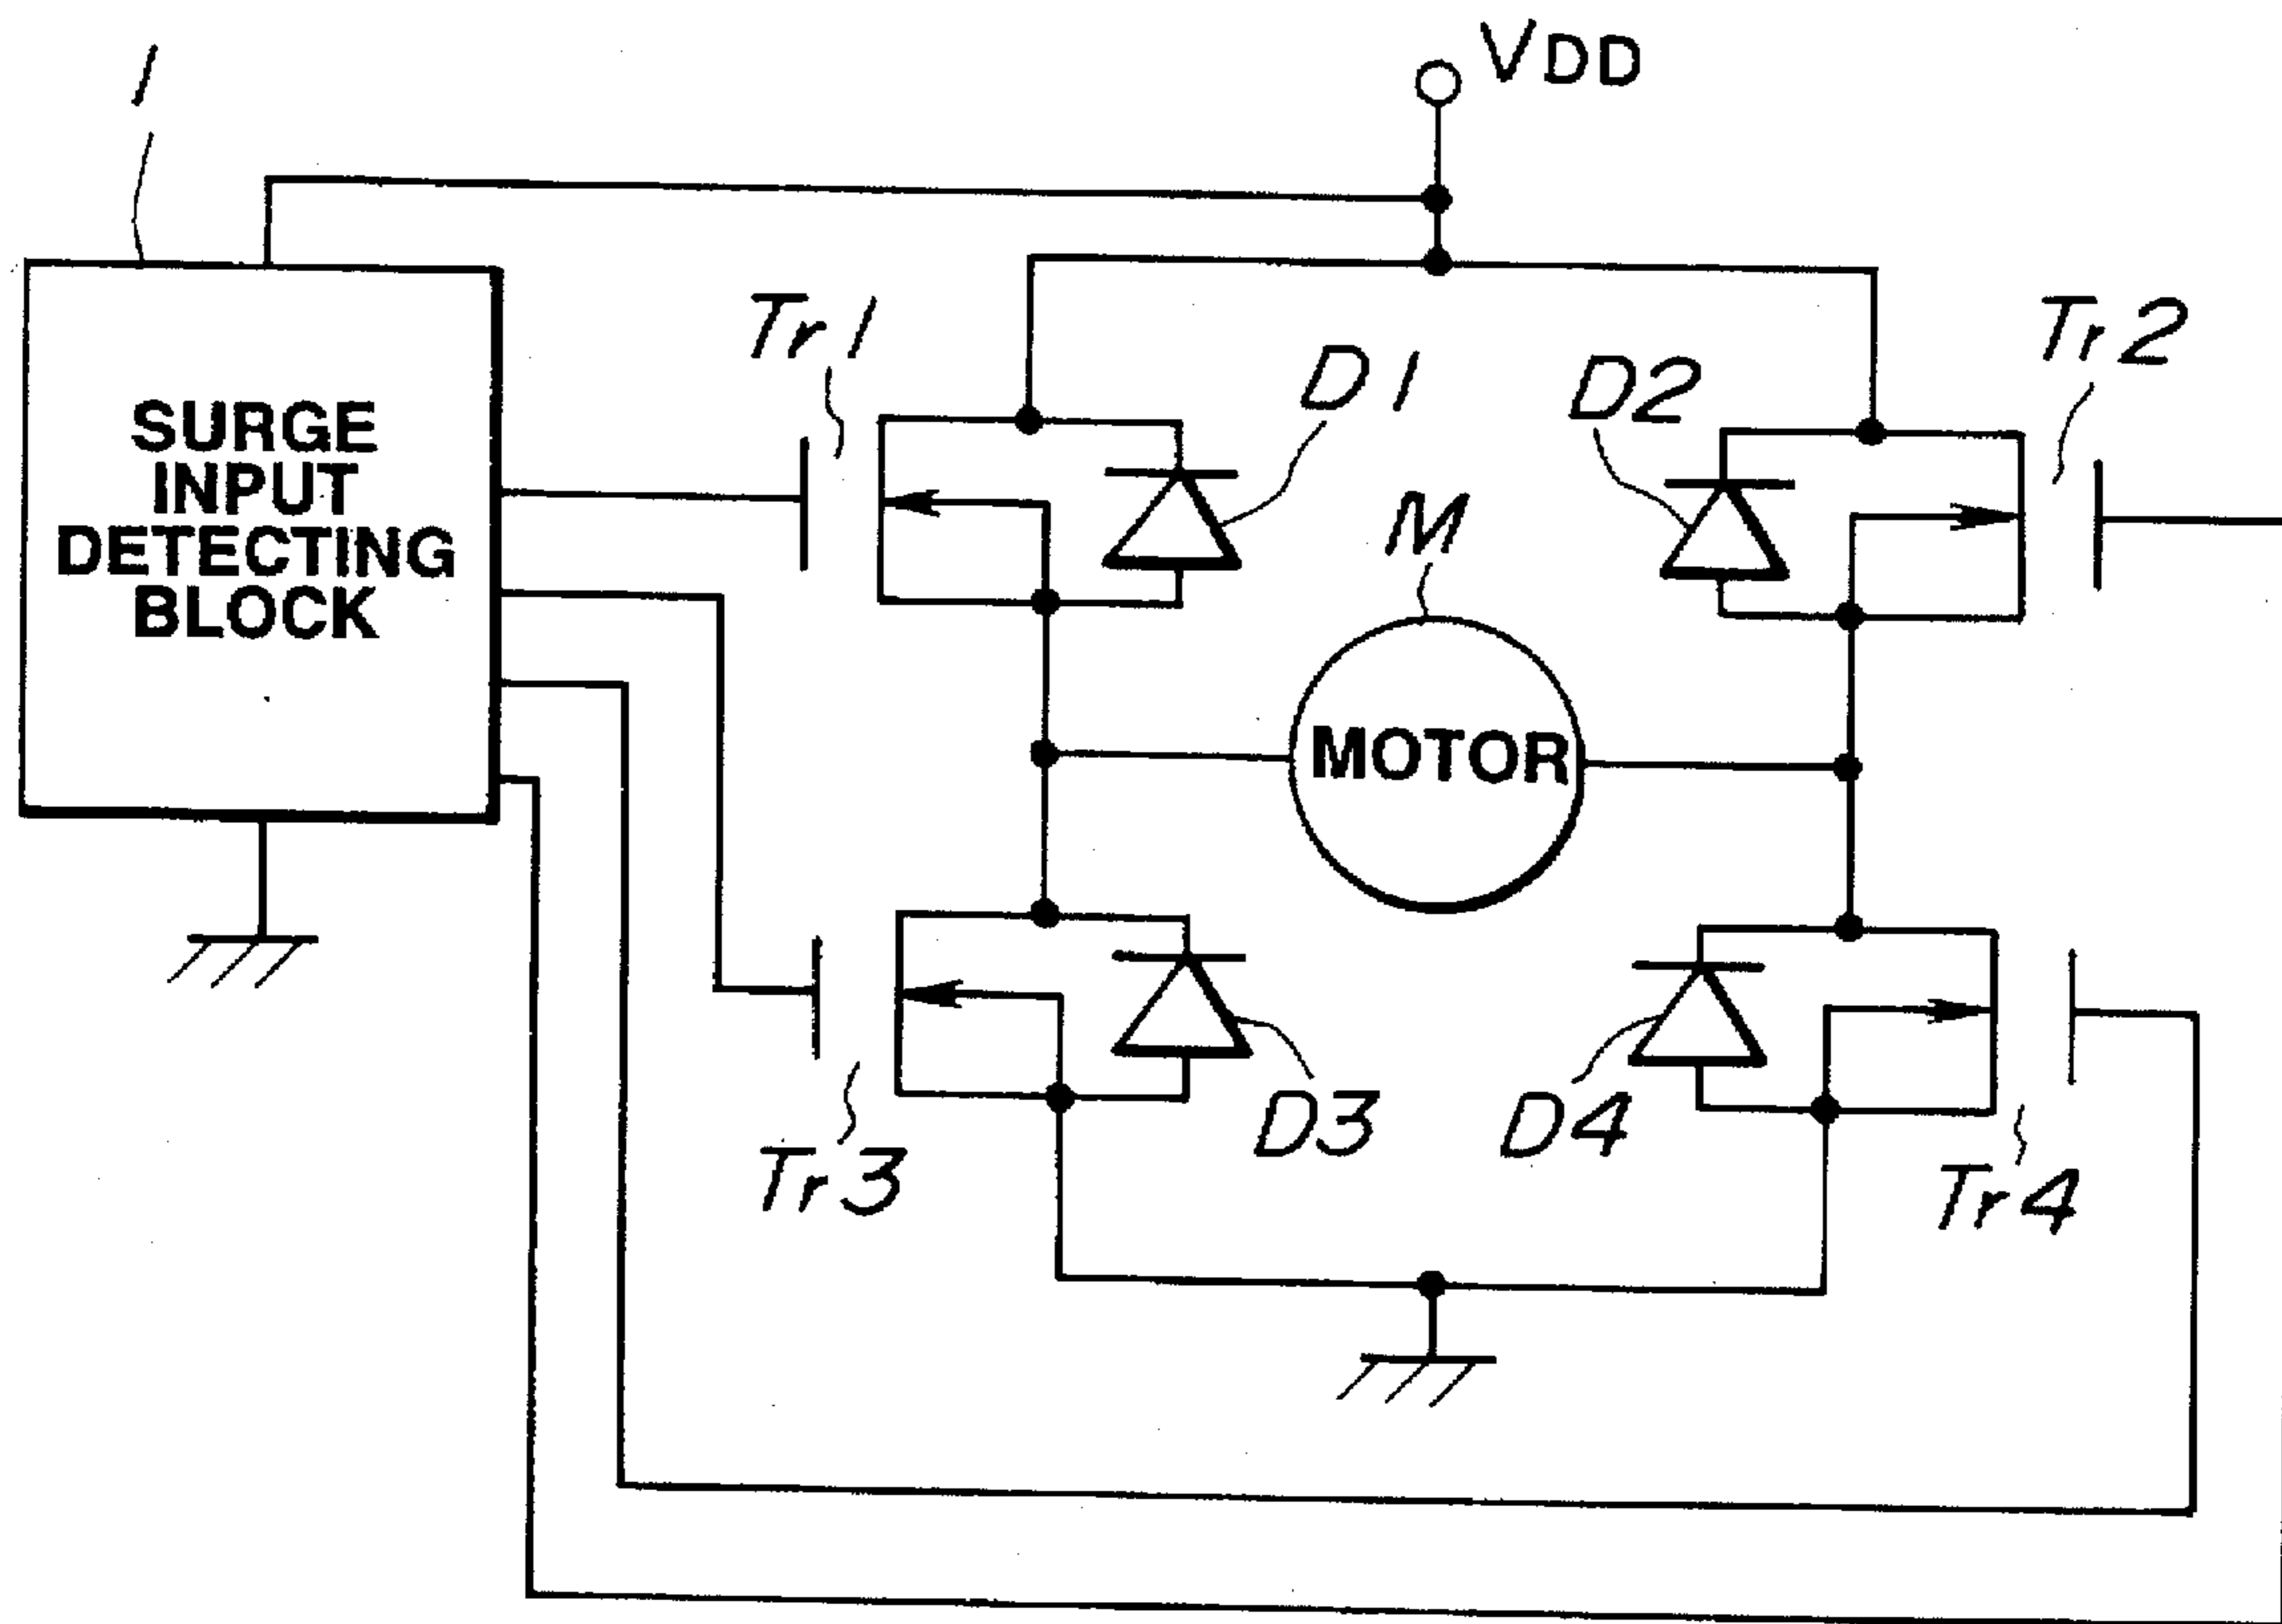 1
VDD
Tr1
D1
D2
Tr2
SURGE
INPUT
DETECTING
BLOCK
M
MOTOR
Tr3
D3
D4
Tr4